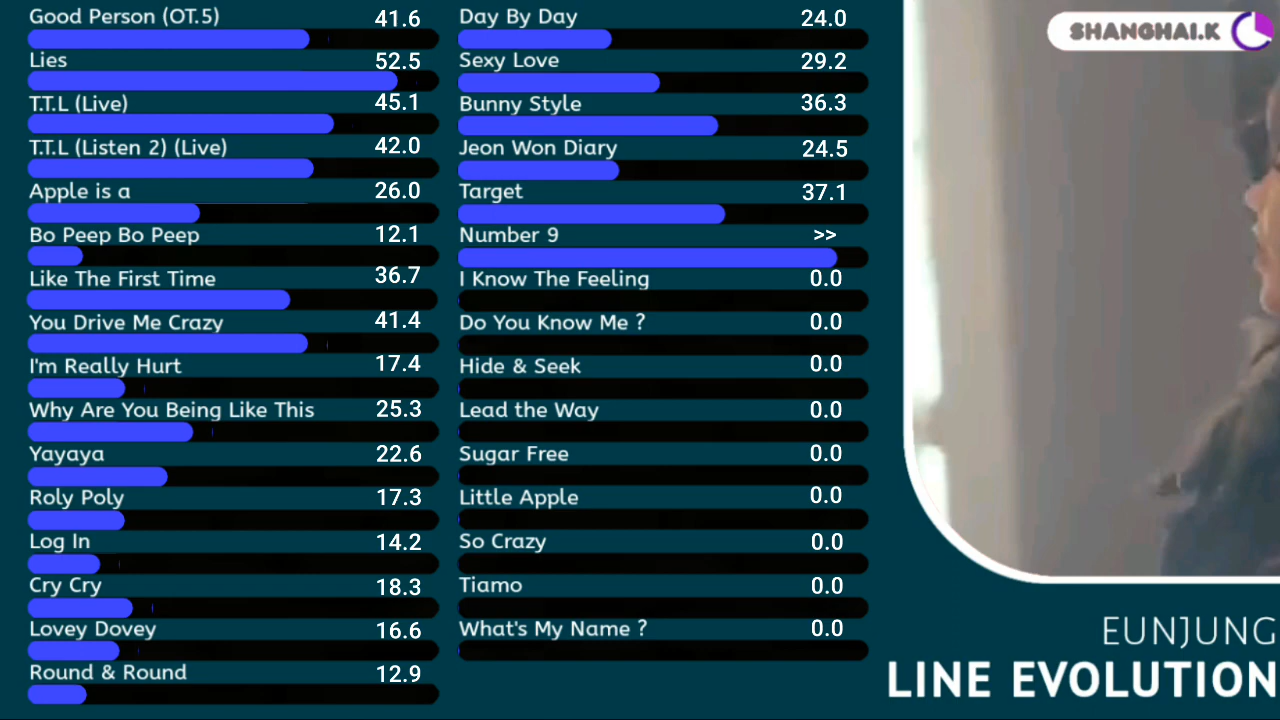 Good Person (OT.5) 41.6
Lies 52.5
T.T.L (Live) 45.1
T.T.L (Listen 2) (Live) 42.0
Apple is a 26.0
Bo Peep Bo Peep 12.1
Like The First Time 36.7
You Drive Me Crazy 41.4
I'm Really Hurt 17.4
Why Are You Being Like This 25.3
Yayaya 22.6
Roly Poly 17.3
Log In 14.2
Cry Cry 18.3
Lovey Dovey 16.6
Round & Round 12.9
Day By Day 24.0
Sexy Love 29.2
Bunny Style 36.3
Jeon Won Diary 24.5
Target 37.1
Number 9 >>
I Know The Feeling 0.0
Do You Know Me ? 0.0
Hide & Seek 0.0
Lead the Way 0.0
Sugar Free 0.0
Little Apple 0.0
So Crazy 0.0
Tiamo 0.0
What's My Name ? 0.0
SHANGHAI.K
EUNJUNG
LINE EVOLUTION